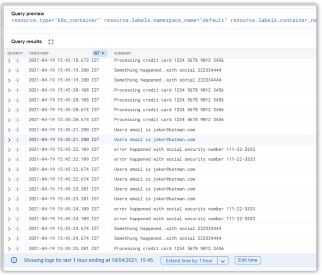 Query preview
resource.type="k8s_container" resource.labels.namespace_name="default" resource.labels.container_na
Query results
SEVERITY TIMESTAMP IST SUMMARY
2021-04-19 15:45:18.673 IST Processing credit card 1234 5678 9012 3456
2021-04-19 15:45:19.200 IST Something happened..with social 222334444
2021-04-19 15:45:19.200 IST Something happened..with social 222334444
2021-04-19 15:45:20.109 IST Processing credit card 1234 5678 9012 3456
2021-04-19 15:45:20.109 IST Processing credit card 1234 5678 9012 3456
2021-04-19 15:45:20.674 IST Processing credit card 1234 5678 9012 3456
2021-04-19 15:45:20.674 IST Processing credit card 1234 5678 9012 3456
2021-04-19 15:45:21.200 IST Users email is joker@batman.com
2021-04-19 15:45:21.200 IST Users email is joker@batman.com
2021-04-19 15:45:22.109 IST error happened with social security number 111-22-3333
2021-04-19 15:45:22.109 IST error happened with social security number 111-22-3333
2021-04-19 15:45:22.674 IST Users email is joker@batman.com
2021-04-19 15:45:22.674 IST Users email is joker@batman.com
2021-04-19 15:45:23.201 IST Users email is joker@batman.com
2021-04-19 15:45:23.201 IST Users email is joker@batman.com
2021-04-19 15:45:24.109 IST error happened with social security number 111-22-3333
2021-04-19 15:45:24.109 IST error happened with social security number 111-22-3333
2021-04-19 15:45:24.674 IST Something happened..with social 222334444
2021-04-19 15:45:24.674 IST Something happened..with social 222334444
2021-04-19 15:45:25.201 IST Processing credit card 1234 5678 9012 3456
Showing logs for last 1 hour ending at 19/04/2021, 15:45 Extend time by: 1 hour Edit time